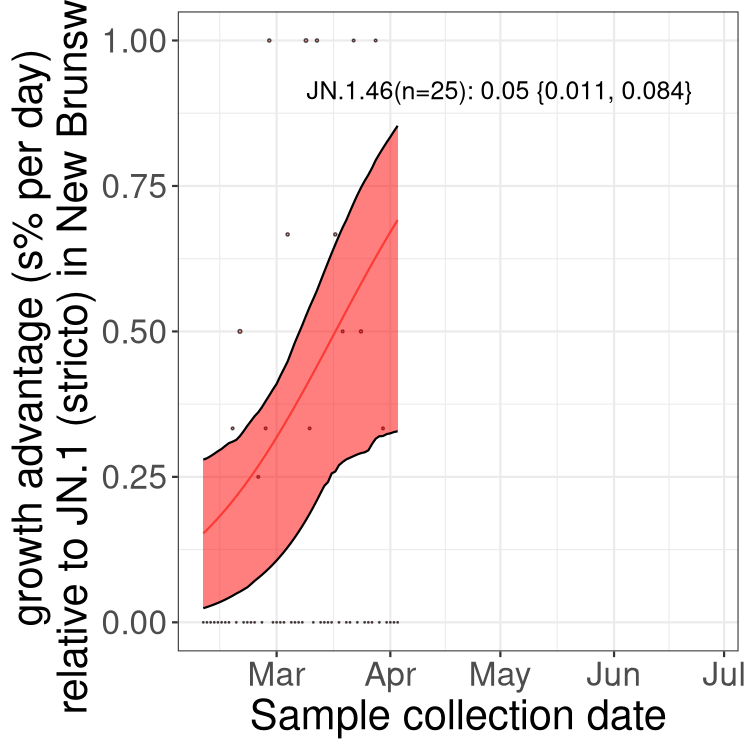 growth advantage (s% per day)
relative to JN.1 (stricto) in New Brunsw
1.00
0.75
0.50
0.25
0.00
JN.1.46(n=25): 0.05 {0.011, 0.084}
Mar Apr May Jun Jul
Sample collection date